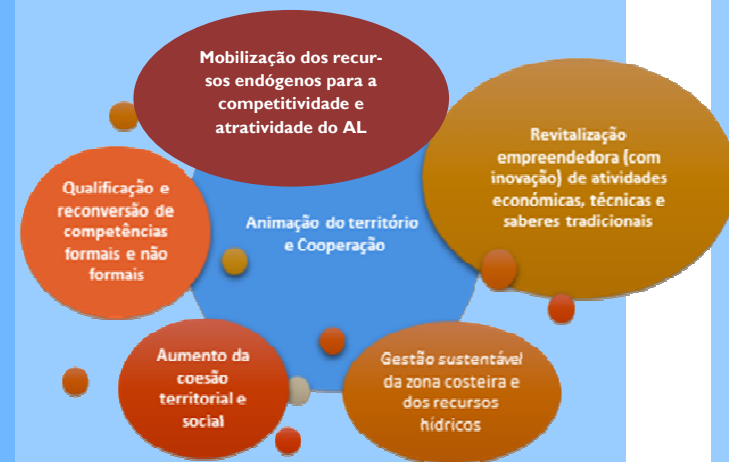 Mobilização dos recur-
sos endógenos para a
competitividade e
atratividade do AL
Revitalização
empreendedora (com
inovação) de atividades
económicas, técnicas e
saberes tradicionais
Qualificação e
reconversão de
competências
formais e não
formais
Animação do território
e Cooperação
Aumento da
coesão
territorial e
social
Gestão sustentável
da zona costeira e
dos recursos
hídricos